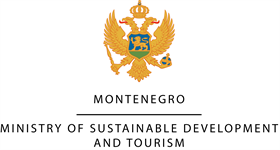 MONTENEGRO
MINISTRY OF SUSTAINABLE DEVELOPMENT
AND TOURISM